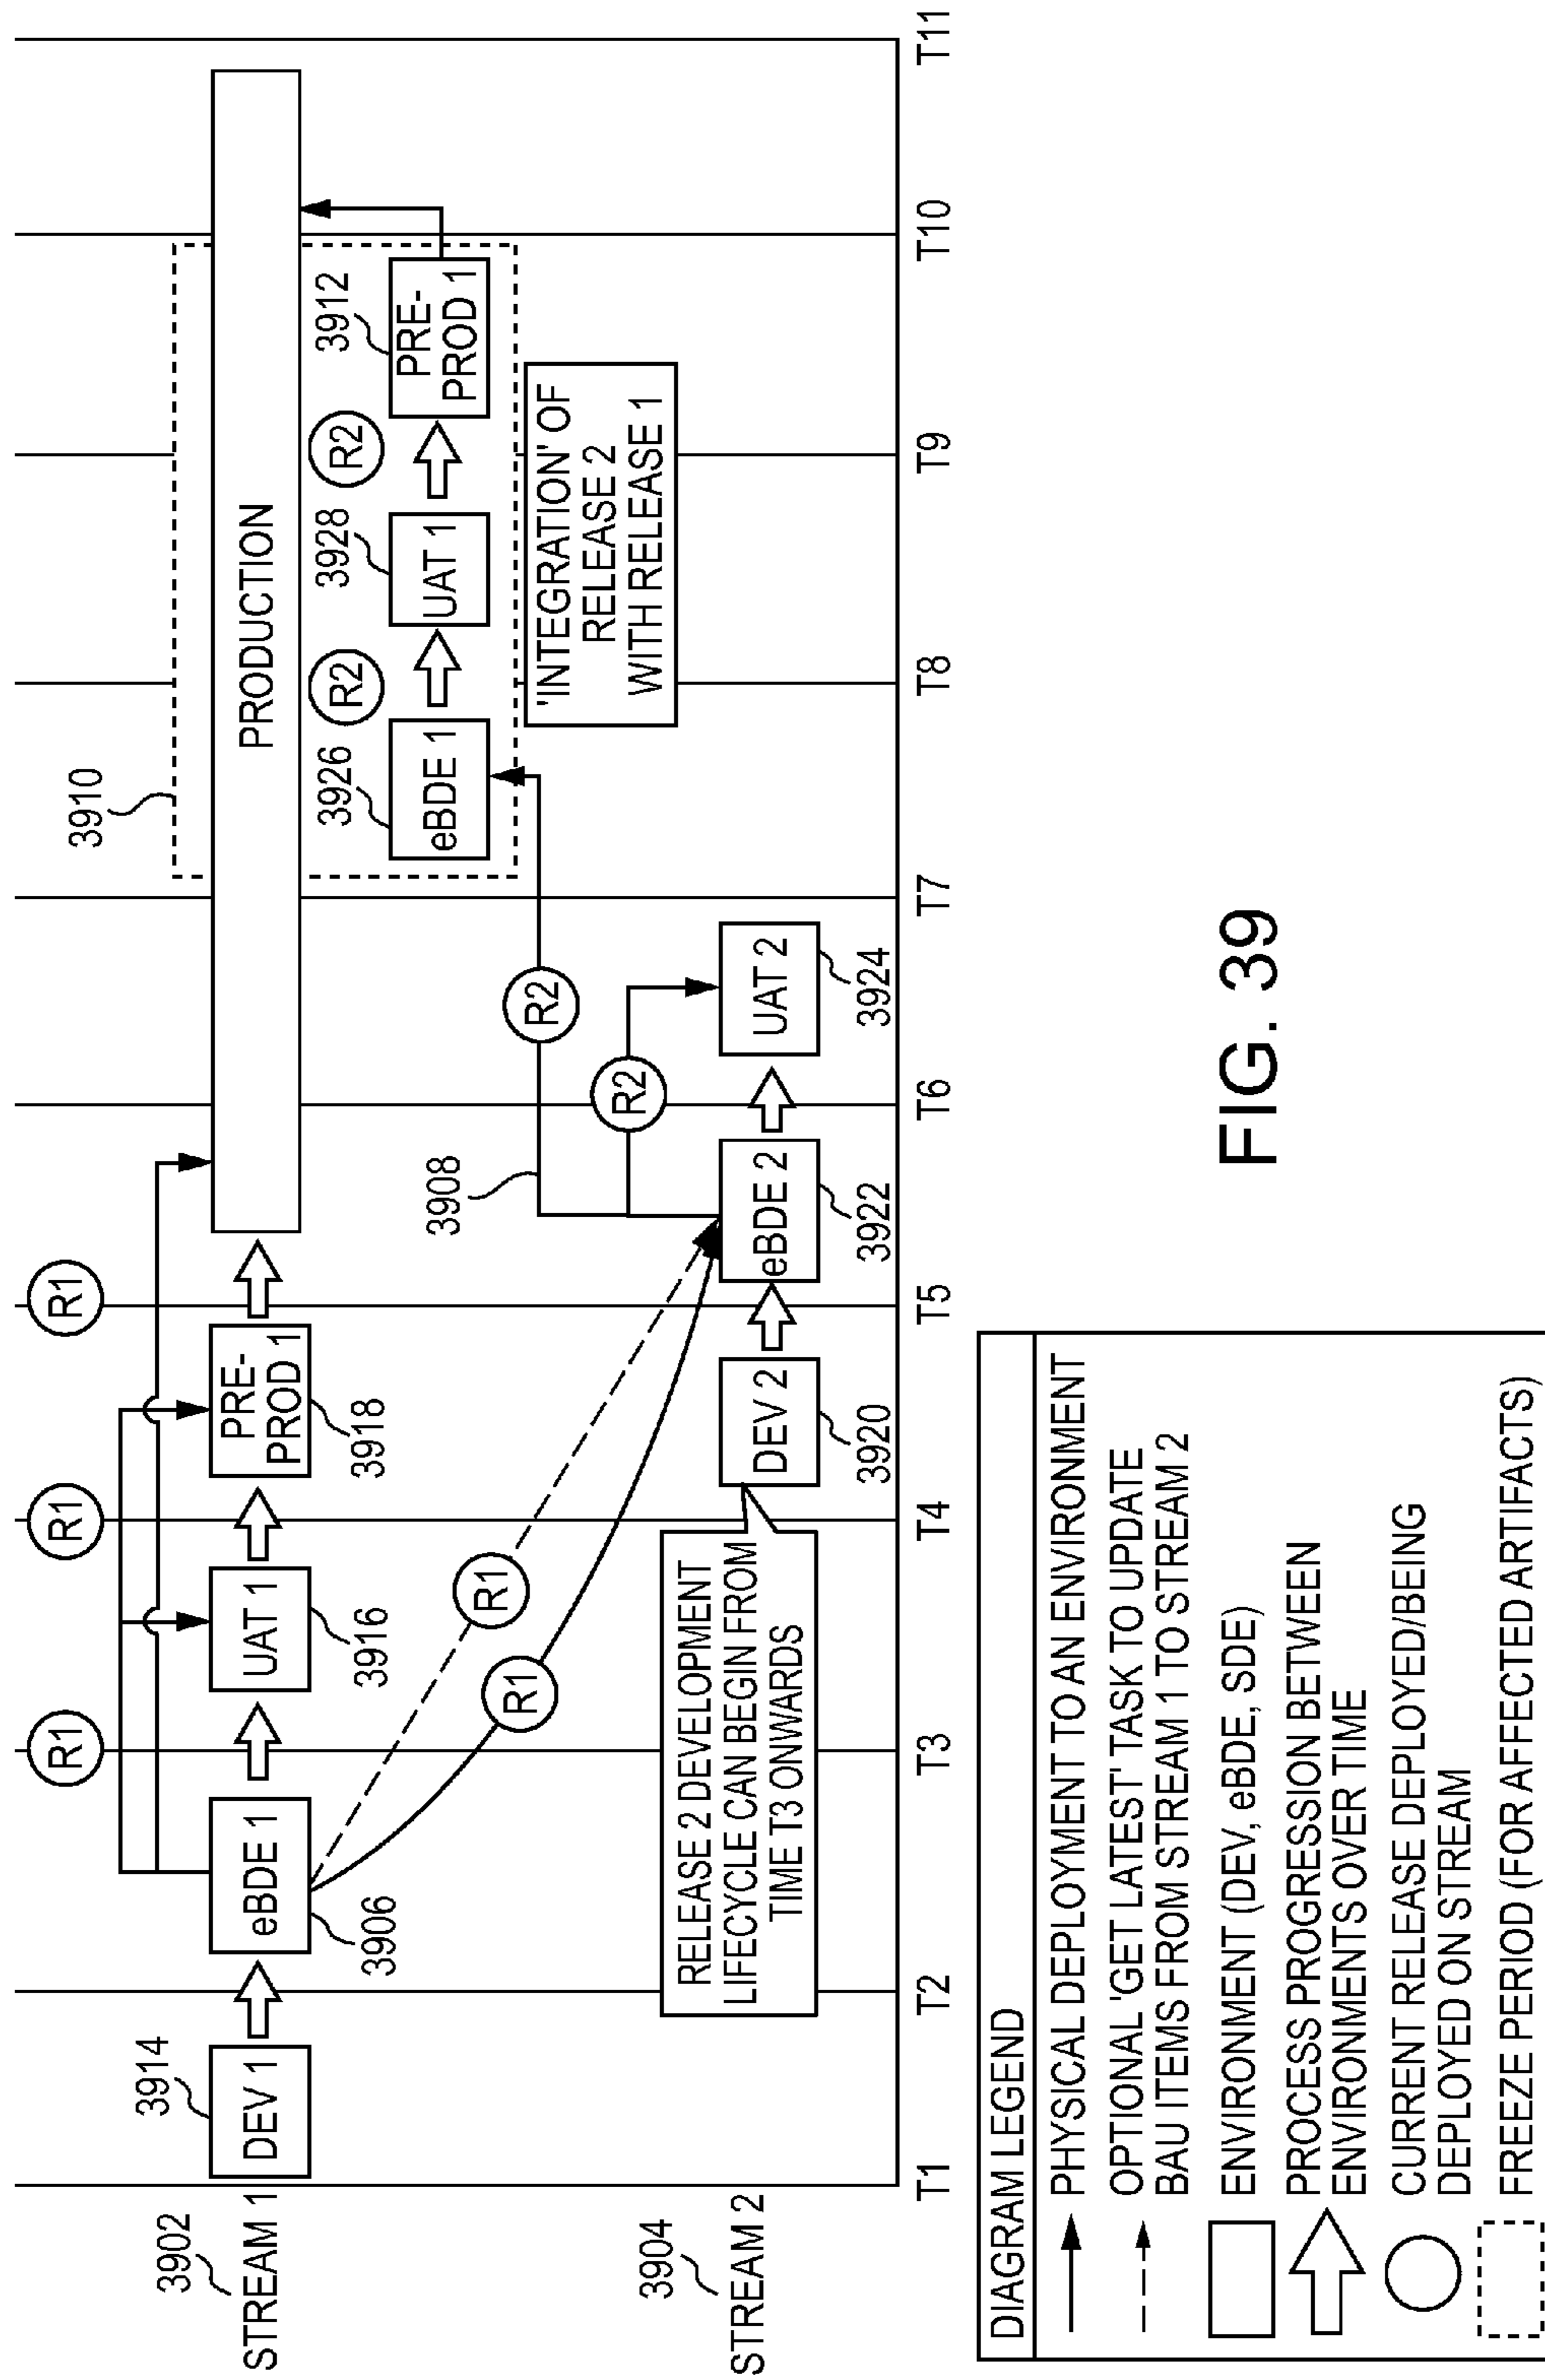 3902
STREAM 1
3914
DEV 1
eBDE 1
3906
R1
UAT 1
3916
R1
PRE-
PROD 1
3918
R1
PRODUCTION
3910
R1
R1
3908
R2
R2
eBDE 1
3926
R2
UAT 1
3928
R2
PRE-
PROD 1
3912
'INTEGRATION' OF
RELEASE 2
WITH RELEASE 1
3904
STREAM 2
RELEASE 2 DEVELOPMENT
LIFECYCLE CAN BEGIN FROM
TIME T3 ONWARDS
DEV 2
3920
eBDE 2
3922
UAT 2
3924
T1
T2
T3
T4
T5
T6
T7
T8
T9
T10
T11
DIAGRAM LEGEND
PHYSICAL DEPLOYMENT TO AN ENVIRONMENT
OPTIONAL 'GET LATEST' TASK TO UPDATE
BAU ITEMS FROM STREAM 1 TO STREAM 2
ENVIRONMENT (DEV, eBDE, SDE)
PROCESS PROGRESSION BETWEEN
ENVIRONMENTS OVER TIME
CURRENT RELEASE DEPLOYED/BEING
DEPLOYED ON STREAM
FREEZE PERIOD (FOR AFFECTED ARTIFACTS)
FIG. 39